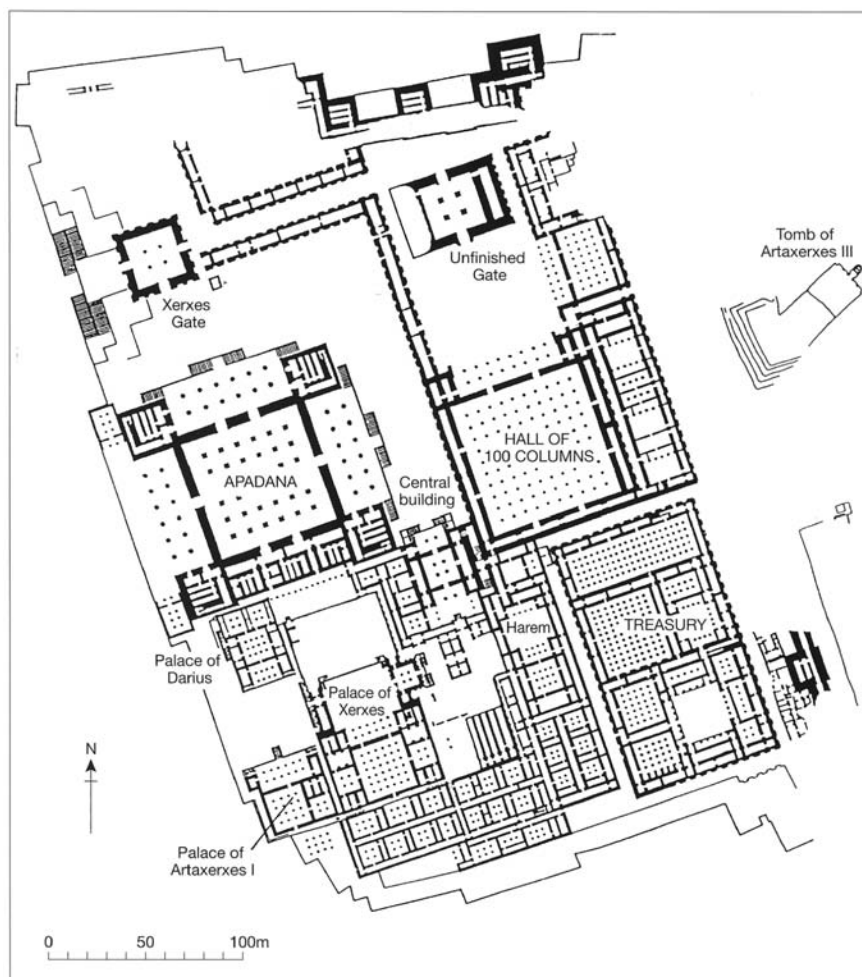 Tomb of
Artaxerxes III
Unfinished
Gate
Xerxes
Gate
HALL OF
100 COLUMNS
APADANA
Central
building
Harem
TREASURY
Palace of
Darius
Palace of
Xerxes
N
Palace of
Artaxerxes I
0 50 100m